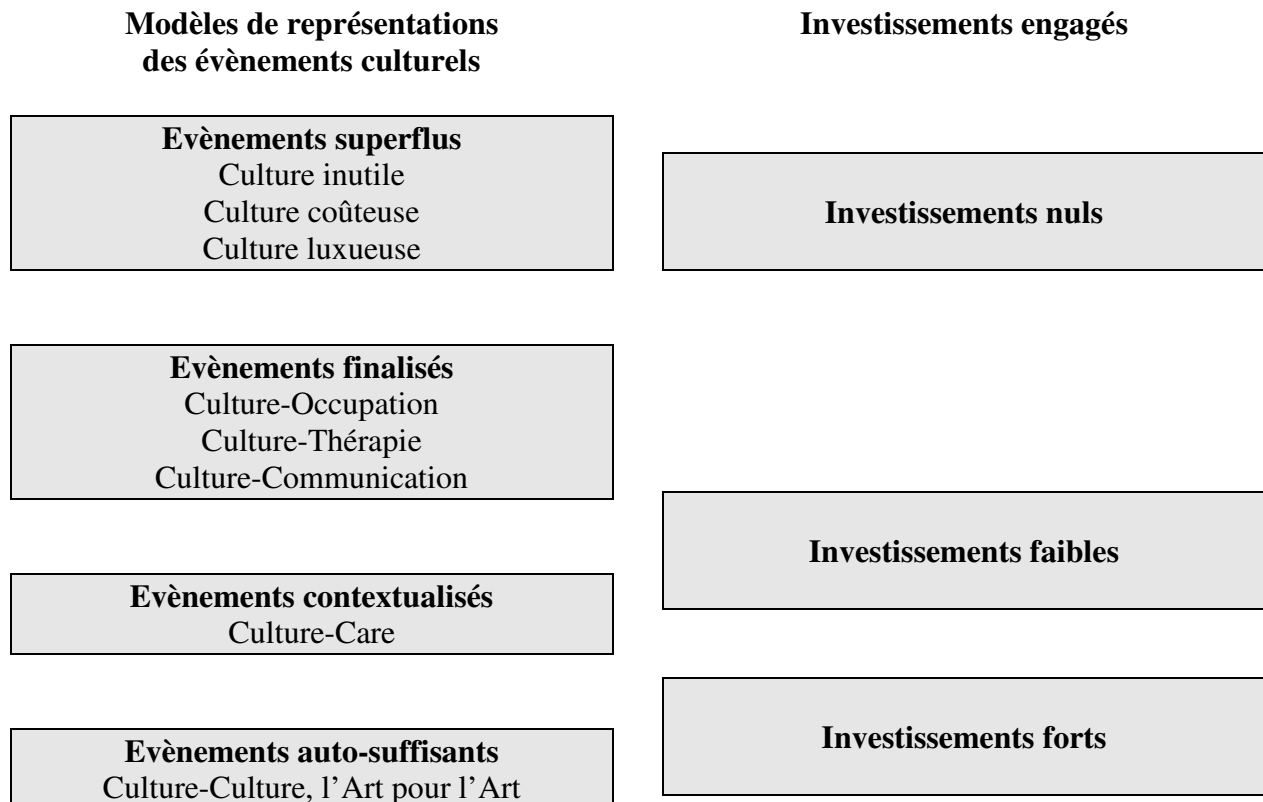 Modèles de représentations
des évènements culturels
Investissements engagés
Evènements superflus
Culture inutile
Culture coûteuse
Culture luxueuse
Investissements nuls
Evènements finalisés
Culture-Occupation
Culture-Thérapie
Culture-Communication
Investissements faibles
Evènements contextualisés
Culture-Care
Investissements forts
Evènements auto-suffisants
Culture-Culture, l’Art pour l’Art